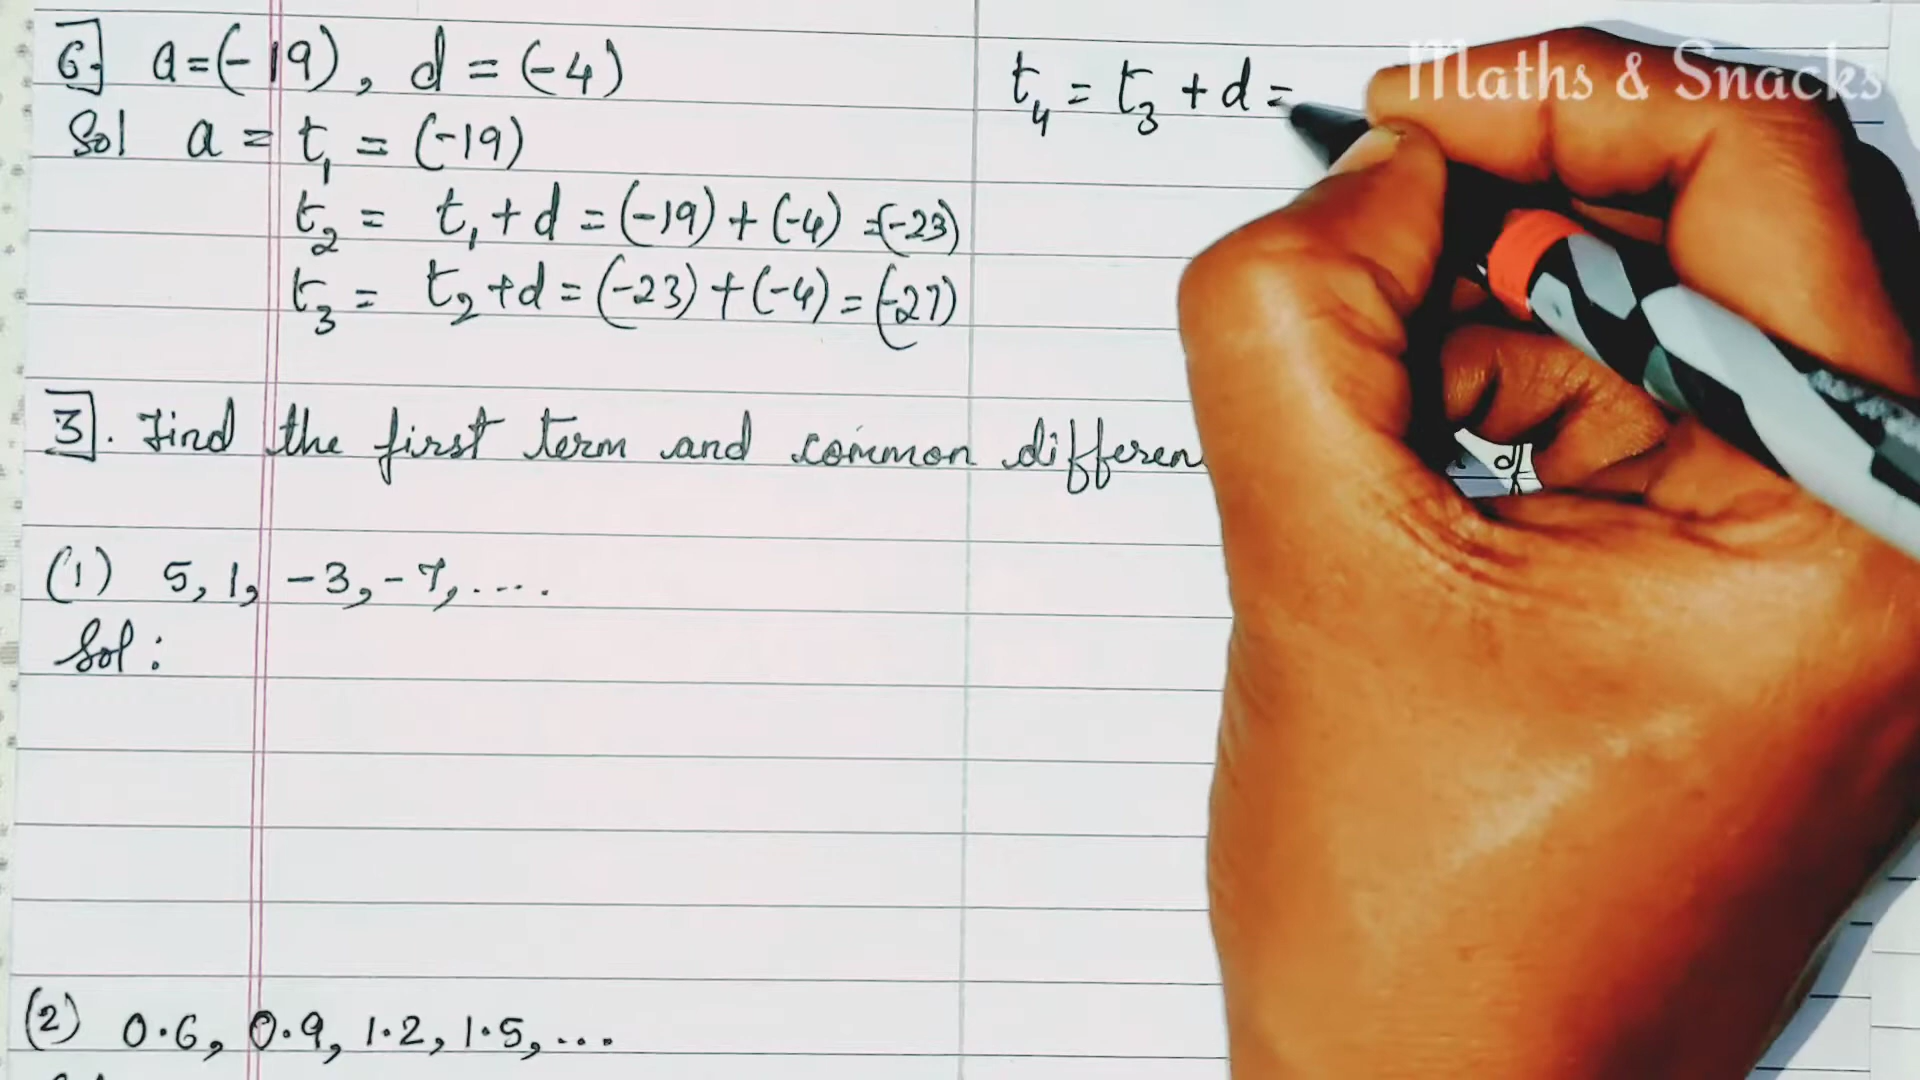 6. a=(-19), d = (-4)
Sol a = t₁ = (-19)
t₂ = t₁ + d = (-19) + (-4) = (-23)
t₃ = t₂ + d = (-23) + (-4) = (-27)
t₄ = t₃ + d =
Maths & Snacks
3. Find the first term and common differen
(1) 5, 1, -3, -7, ....
Sol :
(2) 0.6, 0.9, 1.2, 1.5, ...